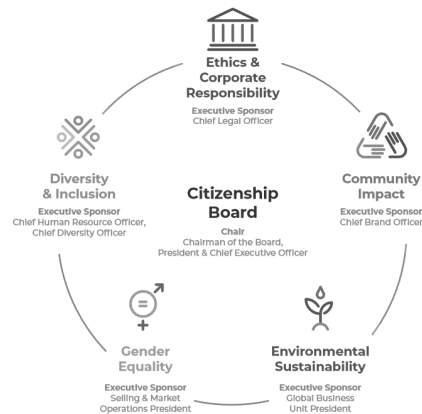 Ethics &
Corporate
Responsibility
Executive Sponsor
Chief Legal Officer
Diversity
& Inclusion
Executive Sponsor
Chief Human Resource Officer,
Chief Diversity Officer
Citizenship
Board
Chair
Chairman of the Board,
President & Chief Executive Officer
Community
Impact
Executive Sponsor
Chief Brand Officer
Gender
Equality
Executive Sponsor
Selling & Market
Operations President
Environmental
Sustainability
Executive Sponsor
Global Business
Unit President